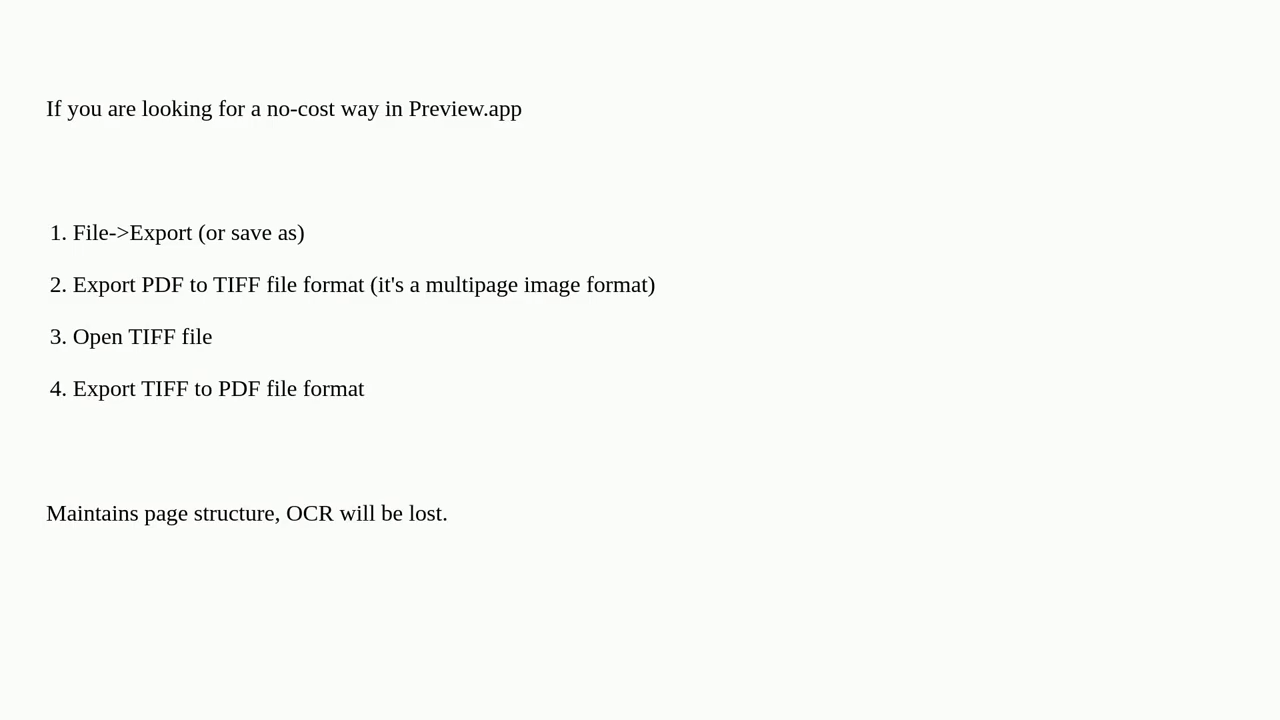 If you are looking for a no-cost way in Preview.app
1. File->Export (or save as)
2. Export PDF to TIFF file format (it's a multipage image format)
3. Open TIFF file
4. Export TIFF to PDF file format
Maintains page structure, OCR will be lost.